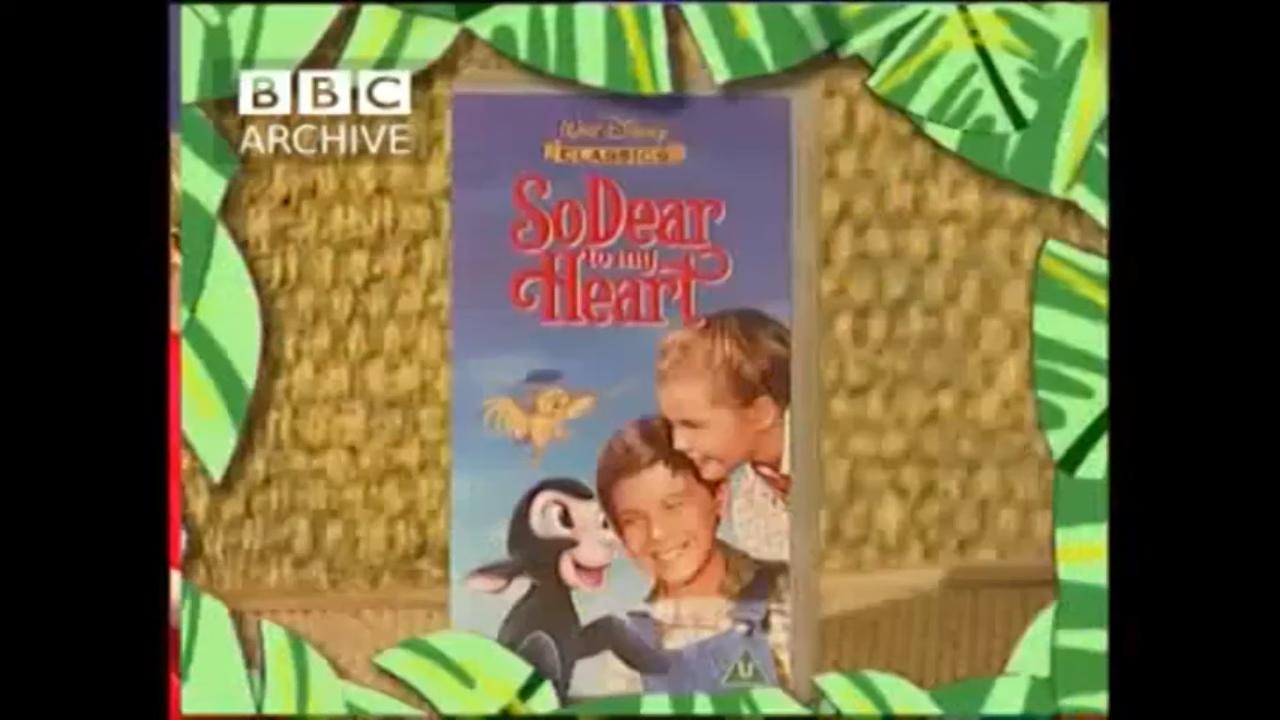 BBC
ARCHIVE
Walt Disney
CLASSICS
So Dear
to my
Heart
U